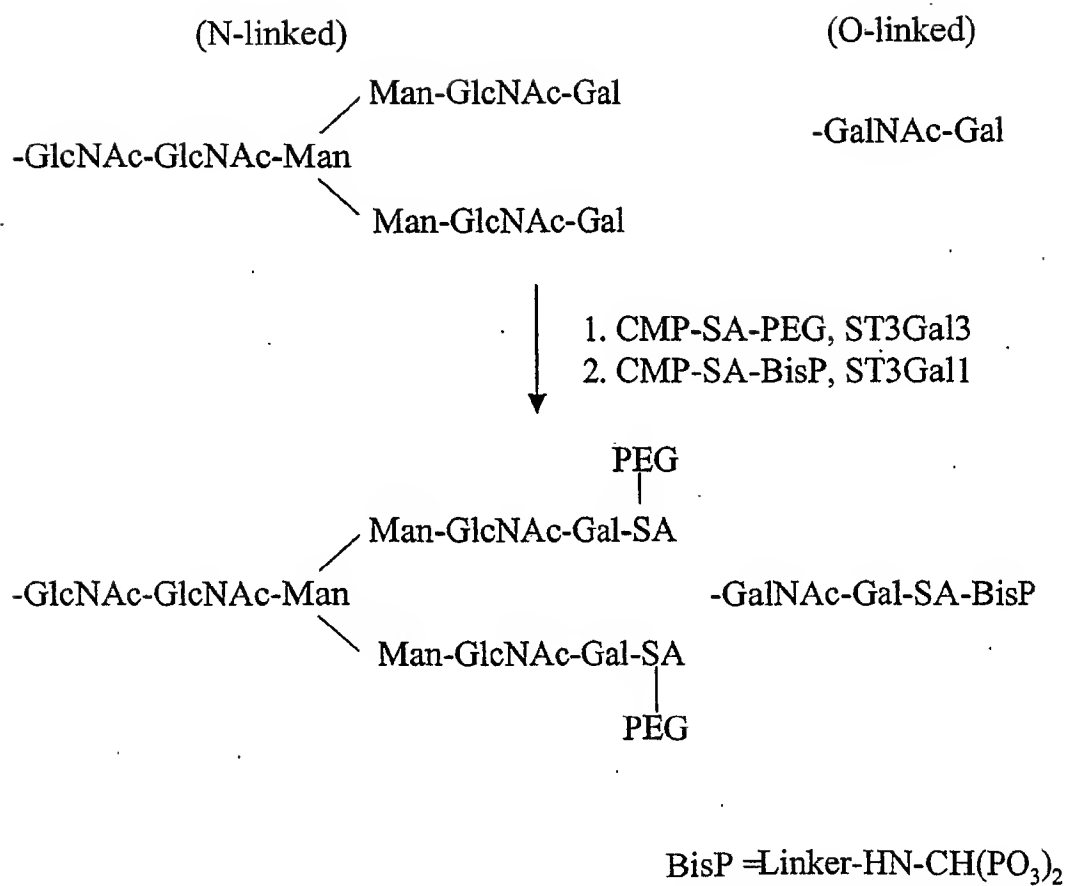 (N-linked)
(O-linked)
Man-GlcNAc-Gal
-GalNAc-Gal
-GlcNAc-GlcNAc-Man
Man-GlcNAc-Gal
1. CMP-SA-PEG, ST3Gal3
2. CMP-SA-BisP, ST3Gal1
PEG
Man-GlcNAc-Gal-SA
-GlcNAc-GlcNAc-Man
-GalNAc-Gal-SA-BisP
Man-GlcNAc-Gal-SA
PEG
BisP =Linker-HN-CH(PO3)2